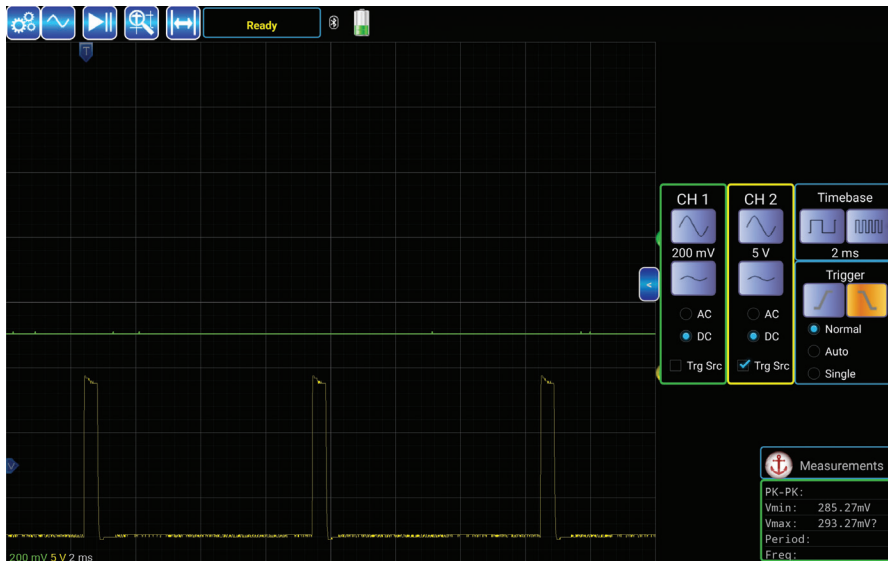 Ready
T
CH 1
CH 2
Timebase
200 mV
5 V
2 ms
<
Trigger
AC
AC
DC
DC
Normal
Auto
Trg Src
Trg Src
Single
V
Measurements
PK-PK:
Vmin: 285.27mV
Vmax: 293.27mV?
Period:
Freq:
200 mV 5 V 2 ms